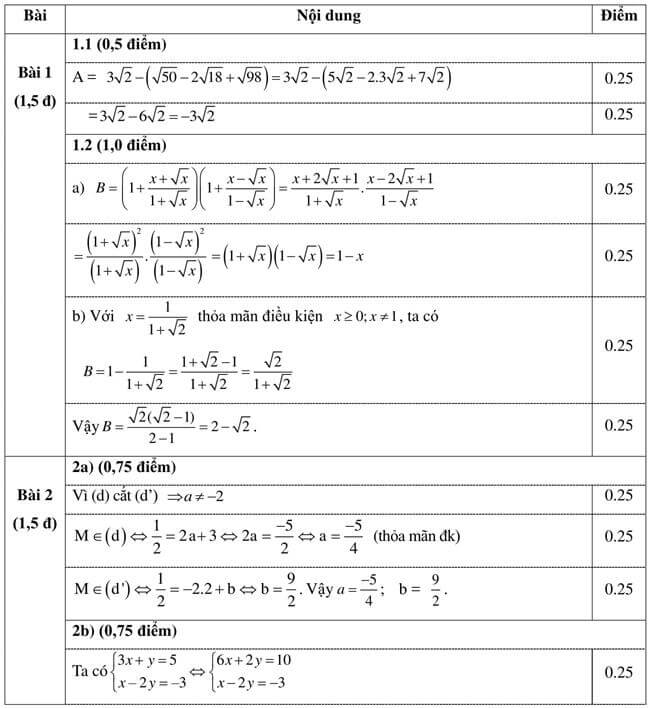 Bài Nội dung Điểm
1.1 (0,5 điểm)
Bài 1
(1,5 đ)
A = 3√2 − (√50 − 2√18 + √98) = 3√2 − (5√2 − 2.3√2 + 7√2) 0.25
= 3√2 − 6√2 = −3√2 0.25
1.2 (1,0 điểm)
a) B = (1 + (x + √x)/(1 + √x))(1 + (x − √x)/(1 − √x)) = (x + 2√x + 1)/(1 + √x) . (x − 2√x + 1)/(1 − √x) 0.25
= (1 + √x)²/(1 + √x) . (1 − √x)²/(1 − √x) = (1 + √x)(1 − √x) = 1 − x 0.25
b) Với x = 1/(1 + √2) thỏa mãn điều kiện x ≥ 0; x ≠ 1, ta có
B = 1 − 1/(1 + √2) = (1 + √2 − 1)/(1 + √2) = √2/(1 + √2) 0.25
Vậy B = √2(√2 − 1)/(2 − 1) = 2 − √2. 0.25
2a) (0,75 điểm)
Bài 2
(1,5 đ)
Vì (d) cắt (d’) ⇒ a ≠ −2 0.25
M ∈ (d) ⇔ 1/2 = 2a + 3 ⇔ 2a = −5/2 ⇔ a = −5/4 (thỏa mãn đk) 0.25
M ∈ (d') ⇔ 1/2 = −2.2 + b ⇔ b = 9/2. Vậy a = −5/4; b = 9/2. 0.25
2b) (0,75 điểm)
Ta có {3x + y = 5 ⇔ {6x + 2y = 10
{x − 2y = −3 {x − 2y = −3 0.25